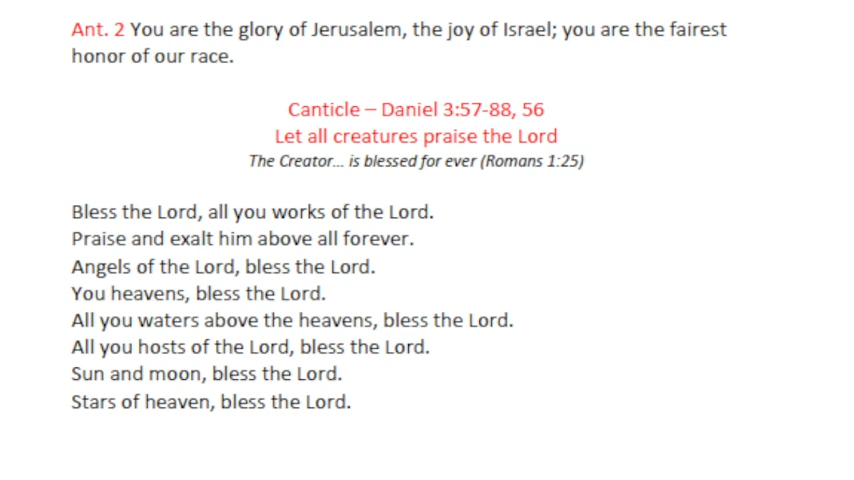 Ant. 2 You are the glory of Jerusalem, the joy of Israel; you are the fairest
honor of our race.
Canticle – Daniel 3:57-88, 56
Let all creatures praise the Lord
The Creator... is blessed for ever (Romans 1:25)
Bless the Lord, all you works of the Lord.
Praise and exalt him above all forever.
Angels of the Lord, bless the Lord.
You heavens, bless the Lord.
All you waters above the heavens, bless the Lord.
All you hosts of the Lord, bless the Lord.
Sun and moon, bless the Lord.
Stars of heaven, bless the Lord.